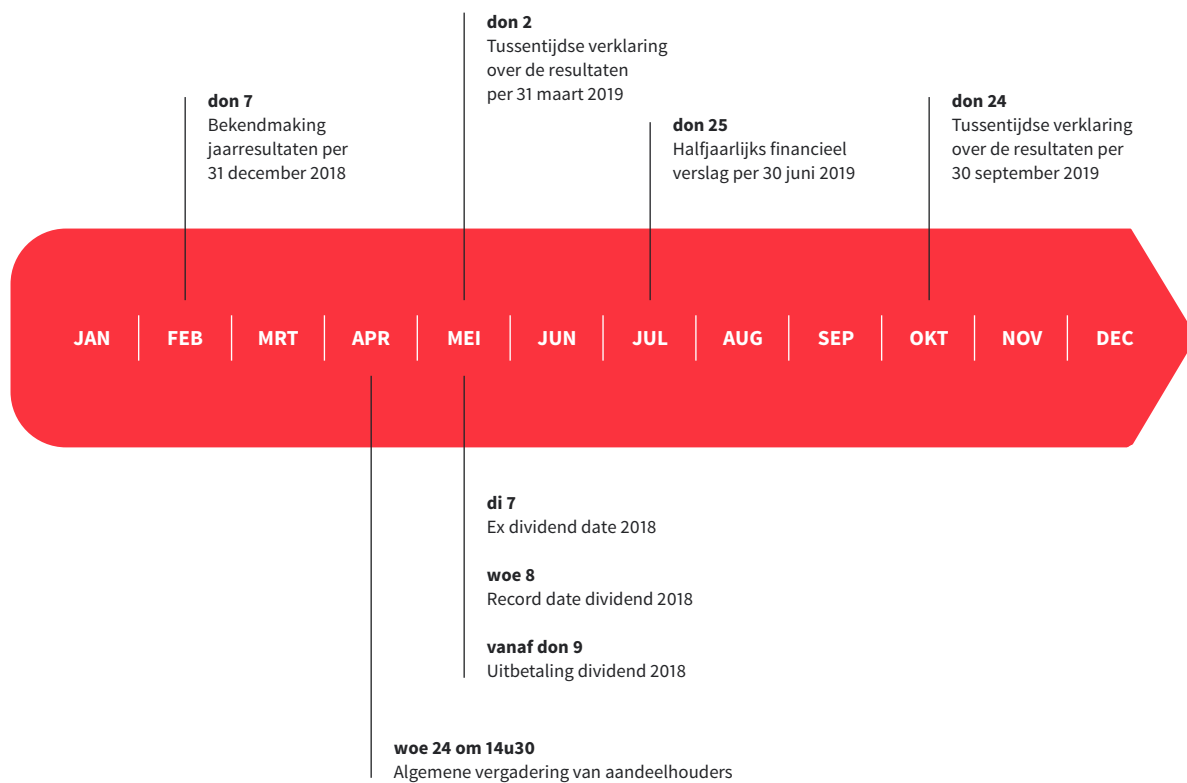 don 2
Tussentijdse verklaring
over de resultaten
per 31 maart 2019
don 7
Bekendmaking
jaarresultaten per
31 december 2018
don 25
Halfjaarlijks financieel
verslag per 30 juni 2019
don 24
Tussentijdse verklaring
over de resultaten per
30 september 2019
JAN FEB MRT APR MEI JUN JUL AUG SEP OKT NOV DEC
di 7
Ex dividend date 2018
woe 8
Record date dividend 2018
vanaf don 9
Uitbetaling dividend 2018
woe 24 om 14u30
Algemene vergadering van aandeelhouders